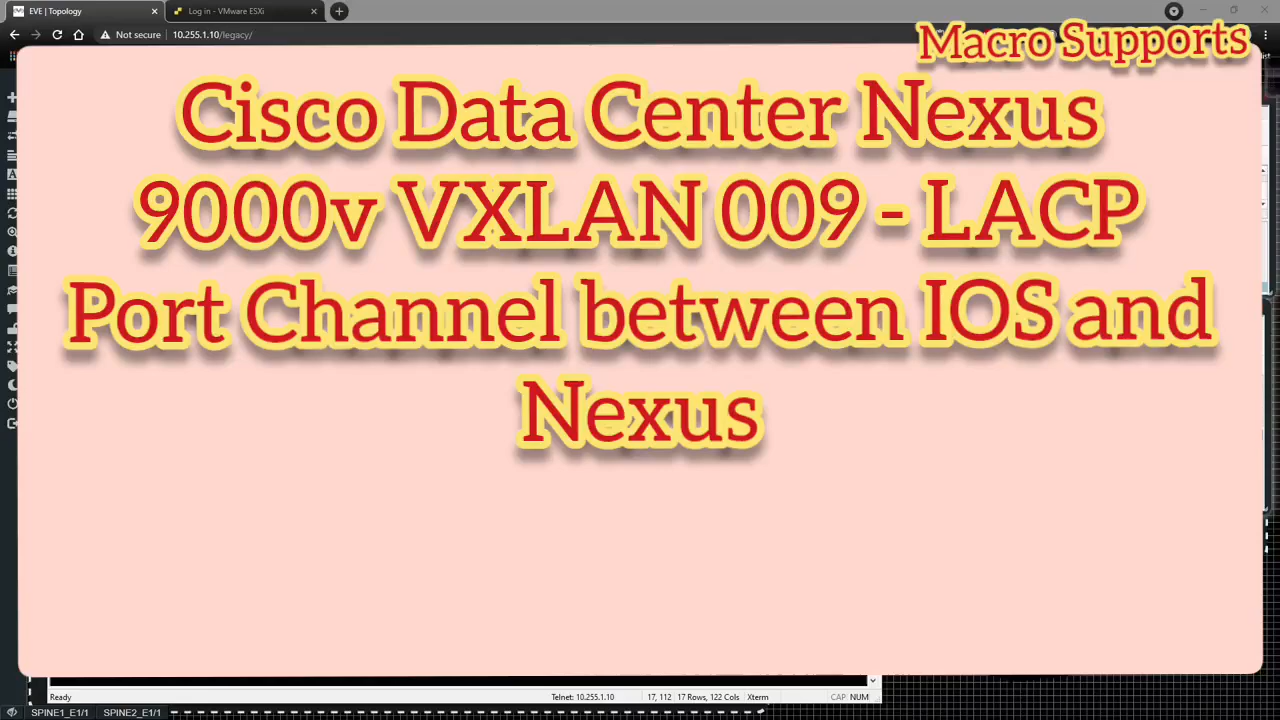 EVE | Topology
Log in - VMware ESXi
Not secure
10.255.1.10/legacy/
Macro Supports
Cisco Data Center Nexus
9000v VXLAN 009 - LACP
Port Channel between IOS and
Nexus
Ready
Telnet: 10.255.1.10
17, 112
17 Rows, 122 Cols
Xterm
CAP NUM
SPINE1_E1/1
SPINE2_E1/1